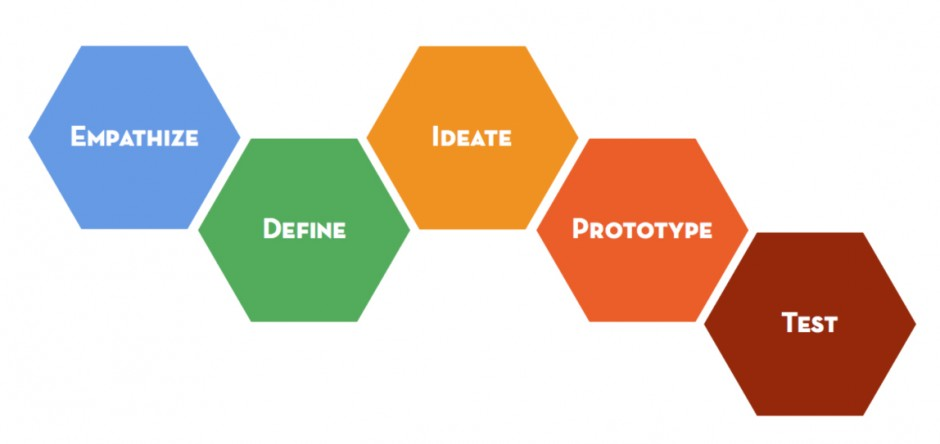 Empathize
Define
Ideate
Prototype
Test